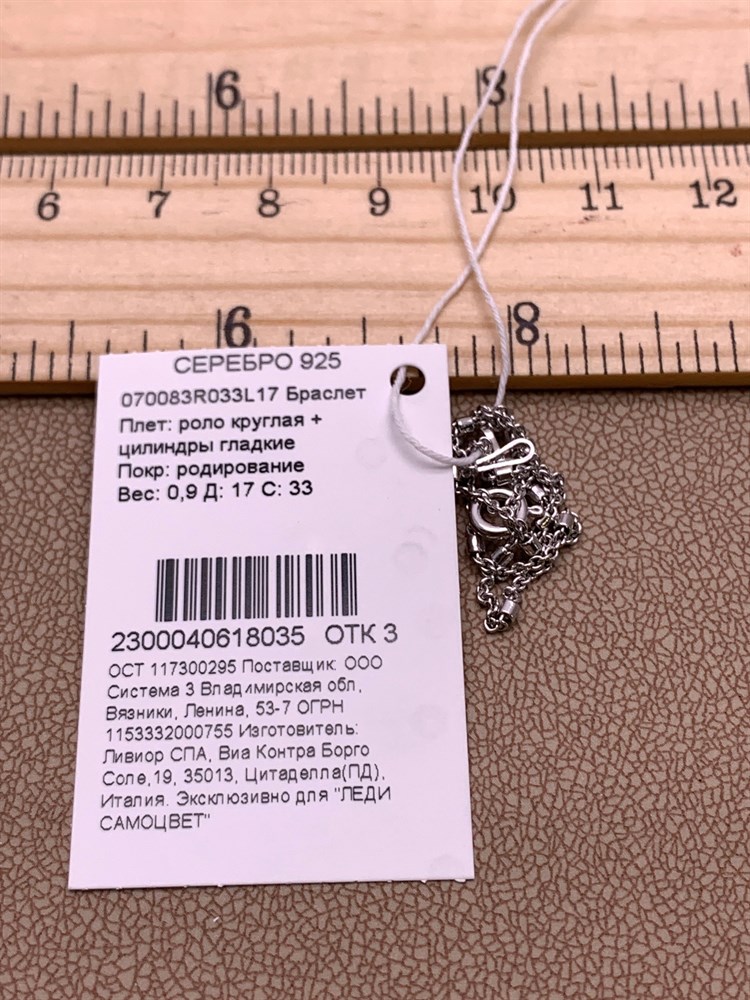 6 8
6 7 8 9 10 11 12
6 8
СЕРЕБРО 925
070083R033L17 Браслет
Плет: роло круглая +
цилиндры гладкие
Покр: родирование
Вес: 0,9 Д: 17 С: 33
2300040618035 ОТК 3
ОСТ 117300295 Поставщик: ООО
Система 3 Владимирская обл,
Вязники, Ленина, 53-7 ОГРН
1153332000755 Изготовитель:
Ливиор СПА, Виа Контра Борго
Соле,19, 35013, Цитаделла(ПД),
Италия. Эксклюзивно для "ЛЕДИ
САМОЦВЕТ"